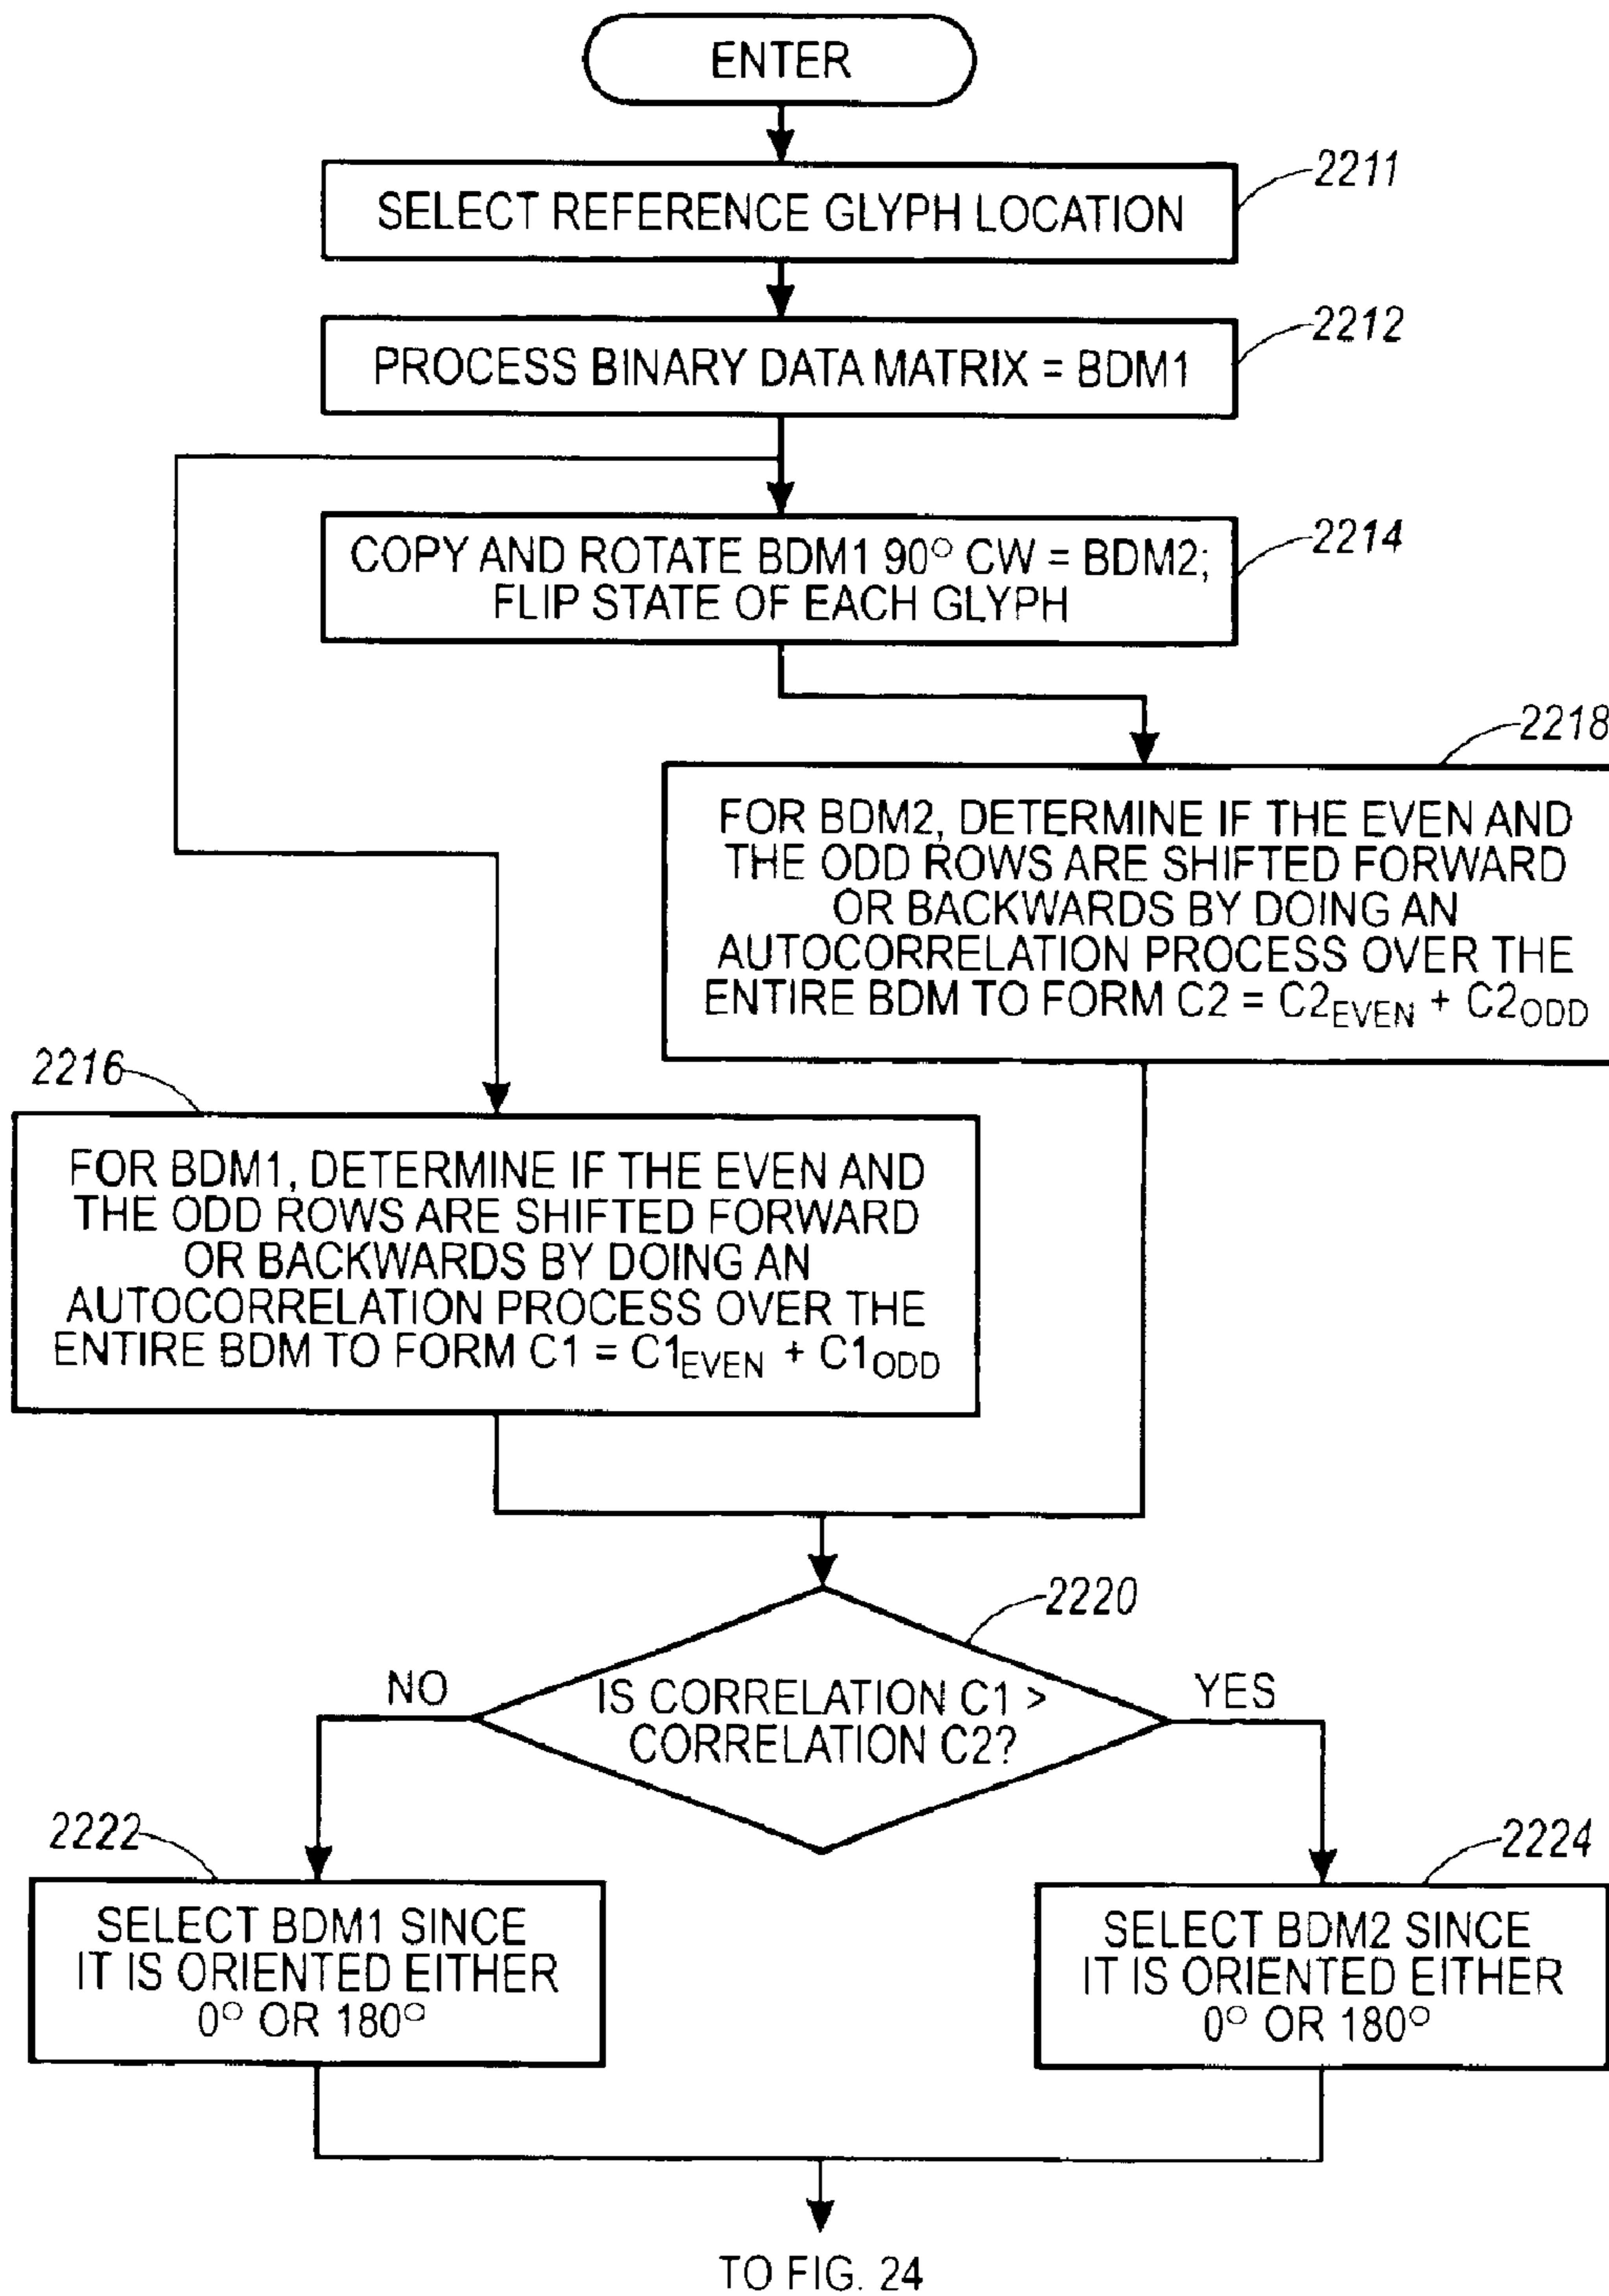 ENTER
SELECT REFERENCE GLYPH LOCATION
2211
PROCESS BINARY DATA MATRIX = BDM1
2212
COPY AND ROTATE BDM1 90° CW = BDM2;
FLIP STATE OF EACH GLYPH
2214
2218
FOR BDM2, DETERMINE IF THE EVEN AND
THE ODD ROWS ARE SHIFTED FORWARD
OR BACKWARDS BY DOING AN
AUTOCORRELATION PROCESS OVER THE
ENTIRE BDM TO FORM C2 = C2EVEN + C2ODD
2216
FOR BDM1, DETERMINE IF THE EVEN AND
THE ODD ROWS ARE SHIFTED FORWARD
OR BACKWARDS BY DOING AN
AUTOCORRELATION PROCESS OVER THE
ENTIRE BDM TO FORM C1 = C1EVEN + C1ODD
2220
IS CORRELATION C1 >
CORRELATION C2?
NO
YES
2222
SELECT BDM1 SINCE
IT IS ORIENTED EITHER
0° OR 180°
2224
SELECT BDM2 SINCE
IT IS ORIENTED EITHER
0° OR 180°
TO FIG. 24